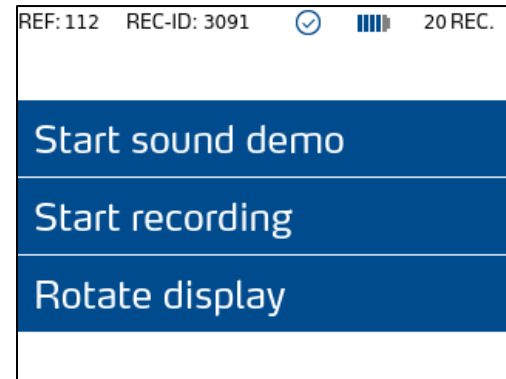 REF: 112 REC-ID: 3091 20 REC.
Start sound demo
Start recording
Rotate display